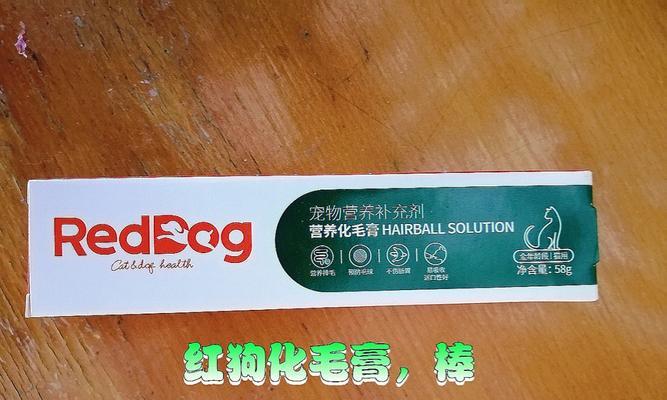 RedDog
Cat&dog health
宠物营养补充剂
营养化毛膏 HAIRBALL SOLUTION
营养排毛
预防毛球
不伤肠胃
易吸收
适口性好
全年龄段 | 猫用
净含量：58g
红狗化毛膏，棒